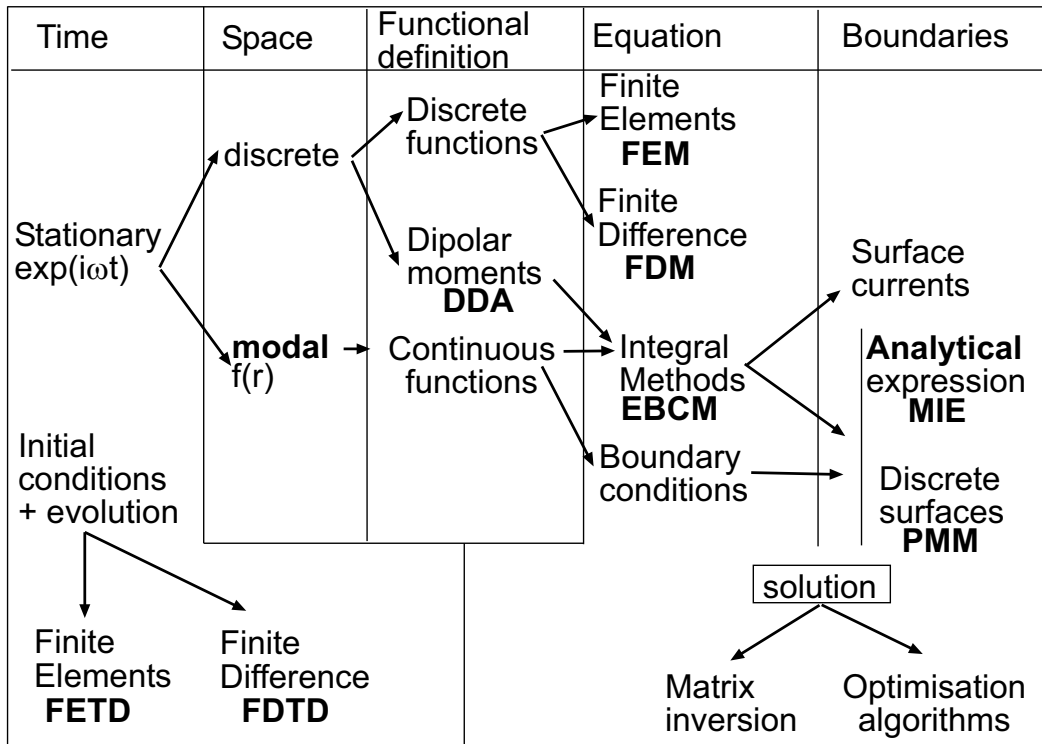 Time
Space
Functional
definition
Equation
Boundaries
Stationary
exp(iωt)
discrete
modal
f(r)
Discrete
functions
Dipolar
moments
DDA
Continuous
functions
Finite
Elements
FEM
Finite
Difference
FDM
Integral
Methods
EBCM
Boundary
conditions
Surface
currents
Analytical
expression
MIE
Discrete
surfaces
PMM
Initial
conditions
+ evolution
Finite
Elements
FETD
Finite
Difference
FDTD
solution
Matrix
inversion
Optimisation
algorithms